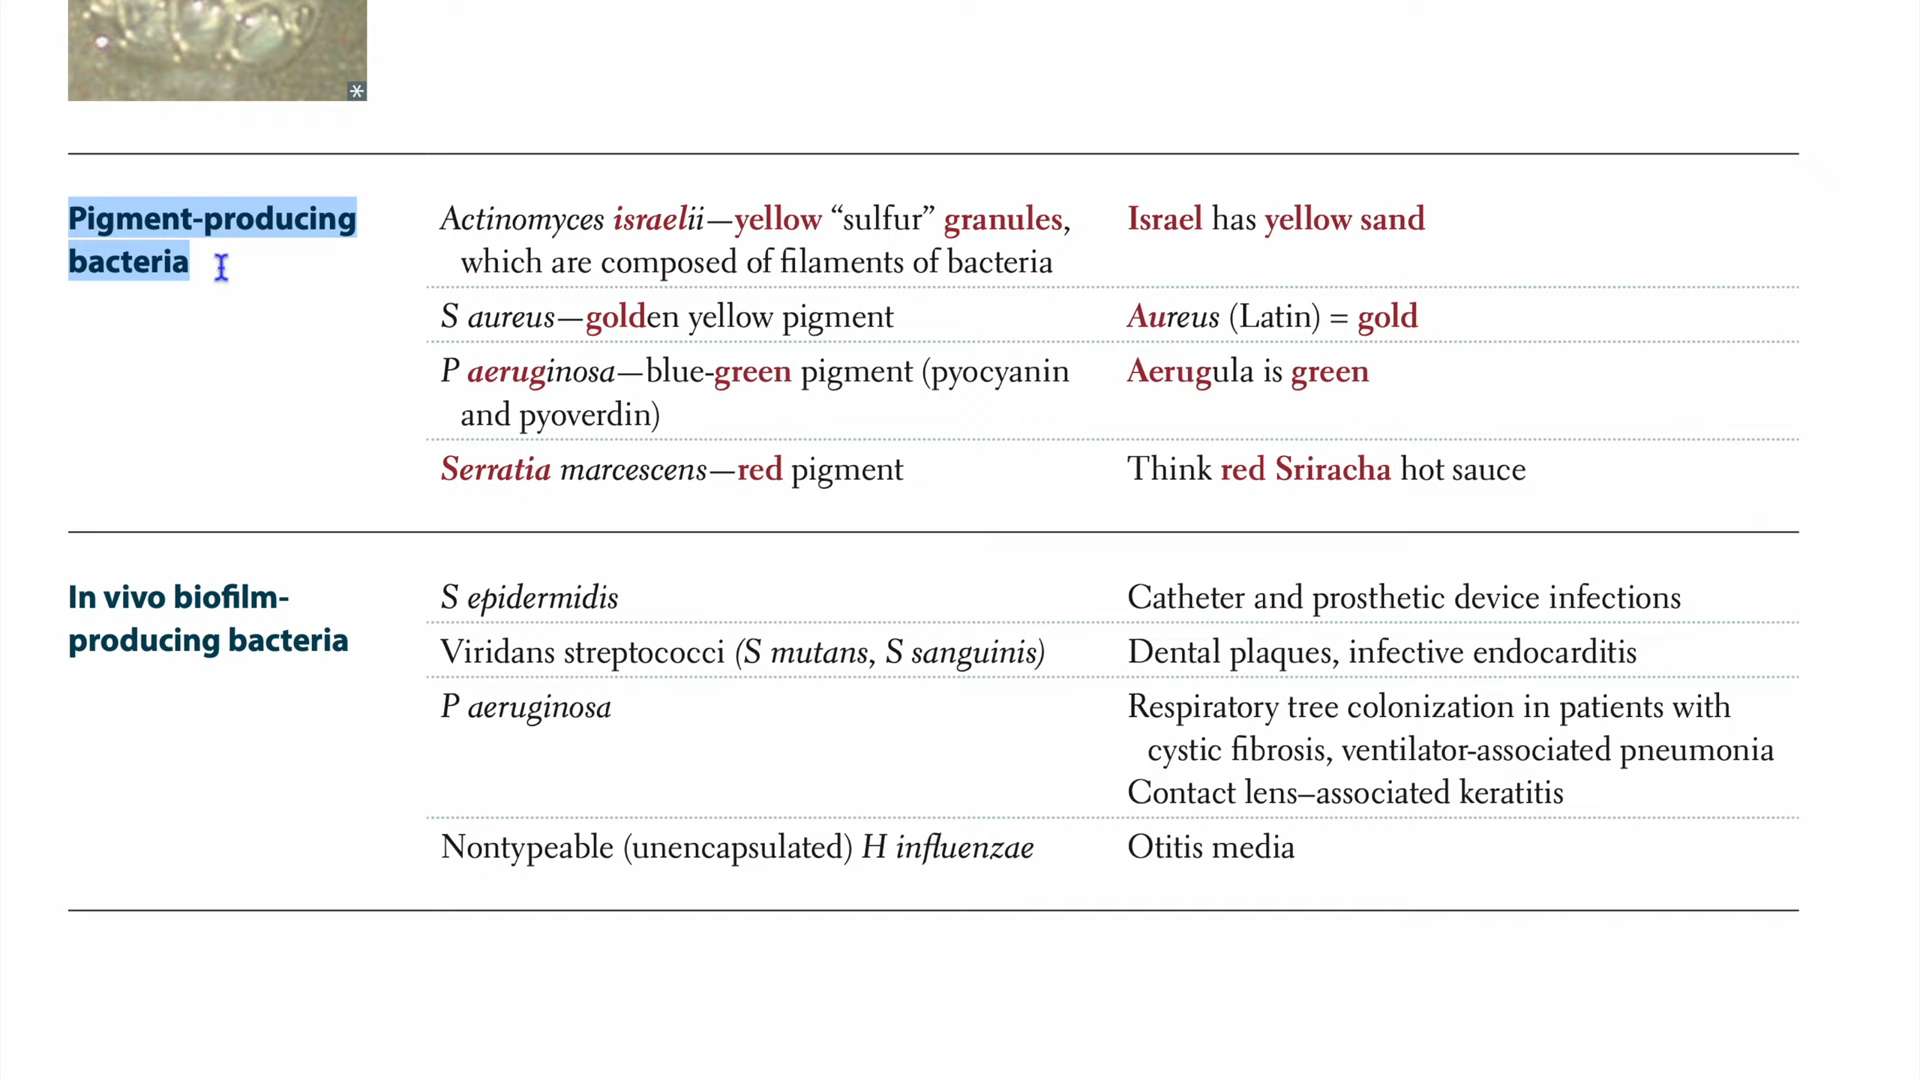 Pigment-producing
bacteria
Actinomyces israelii—yellow “sulfur” granules,
which are composed of filaments of bacteria
Israel has yellow sand
S aureus—golden yellow pigment
Aureus (Latin) = gold
P aeruginosa—blue-green pigment (pyocyanin
and pyoverdin)
Aerugula is green
Serratia marcescens—red pigment
Think red Sriracha hot sauce
In vivo biofilm-
producing bacteria
S epidermidis
Catheter and prosthetic device infections
Viridans streptococci (S mutans, S sanguinis)
Dental plaques, infective endocarditis
P aeruginosa
Respiratory tree colonization in patients with
cystic fibrosis, ventilator-associated pneumonia
Contact lens–associated keratitis
Nontypeable (unencapsulated) H influenzae
Otitis media